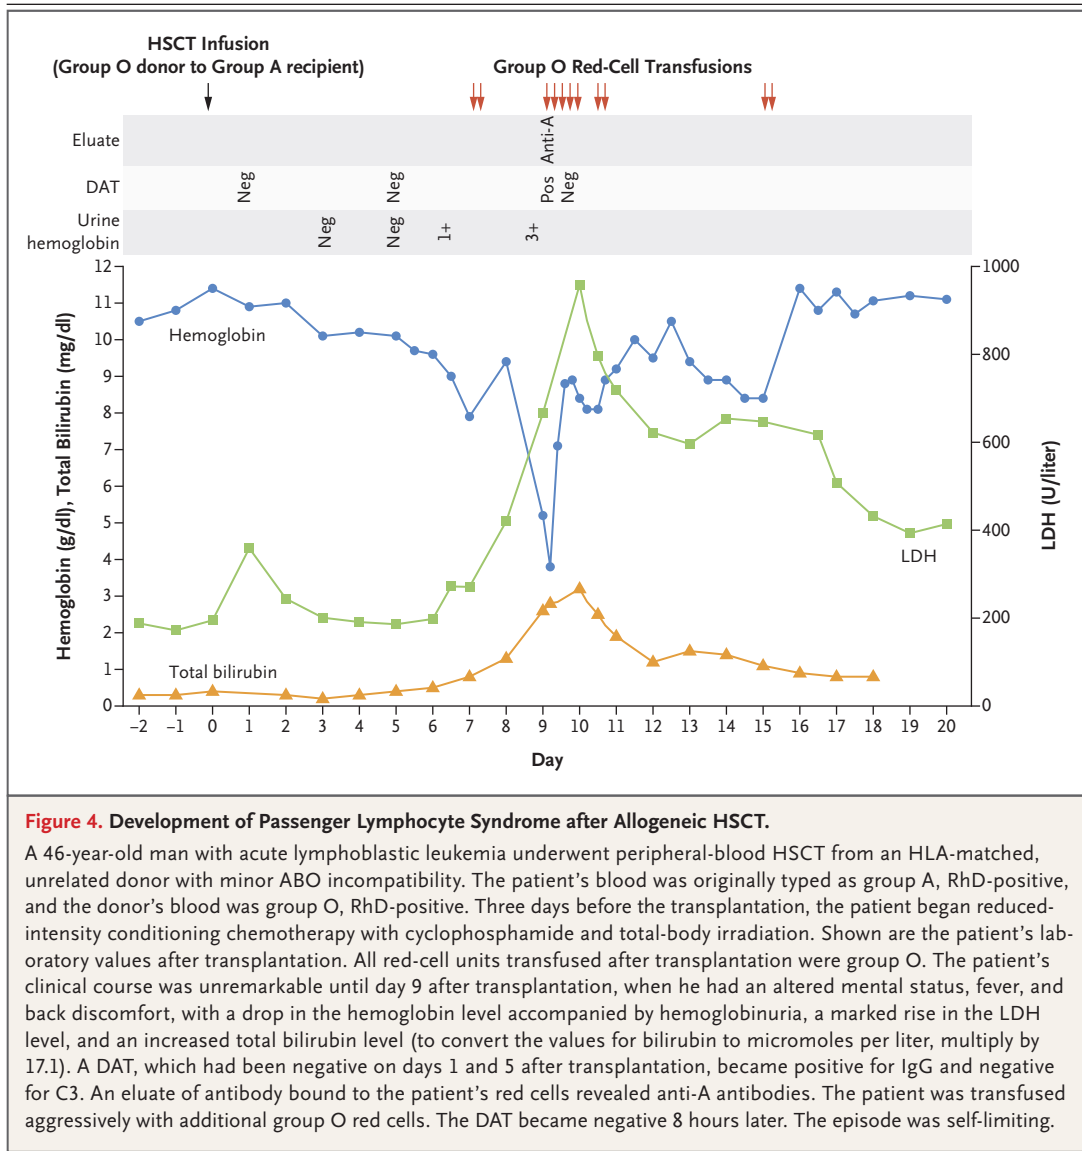 HSCT Infusion
(Group O donor to Group A recipient)
Group O Red-Cell Transfusions
Eluate
Anti-A
DAT
Neg
Neg
Pos
Neg
Urine
hemoglobin
Neg
Neg
1+
3+
Hemoglobin (g/dl), Total Bilirubin (mg/dl)
12
11
10
9
8
7
6
5
4
3
2
1
0
Hemoglobin
LDH
Total bilirubin
1000
800
600
400
200
0
LDH (U/liter)
−2 −1 0 1 2 3 4 5 6 7 8 9 10 11 12 13 14 15 16 17 18 19 20
Day
Figure 4. Development of Passenger Lymphocyte Syndrome after Allogeneic HSCT.
A 46-year-old man with acute lymphoblastic leukemia underwent peripheral-blood HSCT from an HLA-matched,
unrelated donor with minor ABO incompatibility. The patient's blood was originally typed as group A, RhD-positive,
and the donor's blood was group O, RhD-positive. Three days before the transplantation, the patient began reduced-
intensity conditioning chemotherapy with cyclophosphamide and total-body irradiation. Shown are the patient's lab-
oratory values after transplantation. All red-cell units transfused after transplantation were group O. The patient's
clinical course was unremarkable until day 9 after transplantation, when he had an altered mental status, fever, and
back discomfort, with a drop in the hemoglobin level accompanied by hemoglobinuria, a marked rise in the LDH
level, and an increased total bilirubin level (to convert the values for bilirubin to micromoles per liter, multiply by
17.1). A DAT, which had been negative on days 1 and 5 after transplantation, became positive for IgG and negative
for C3. An eluate of antibody bound to the patient's red cells revealed anti-A antibodies. The patient was transfused
aggressively with additional group O red cells. The DAT became negative 8 hours later. The episode was self-limiting.